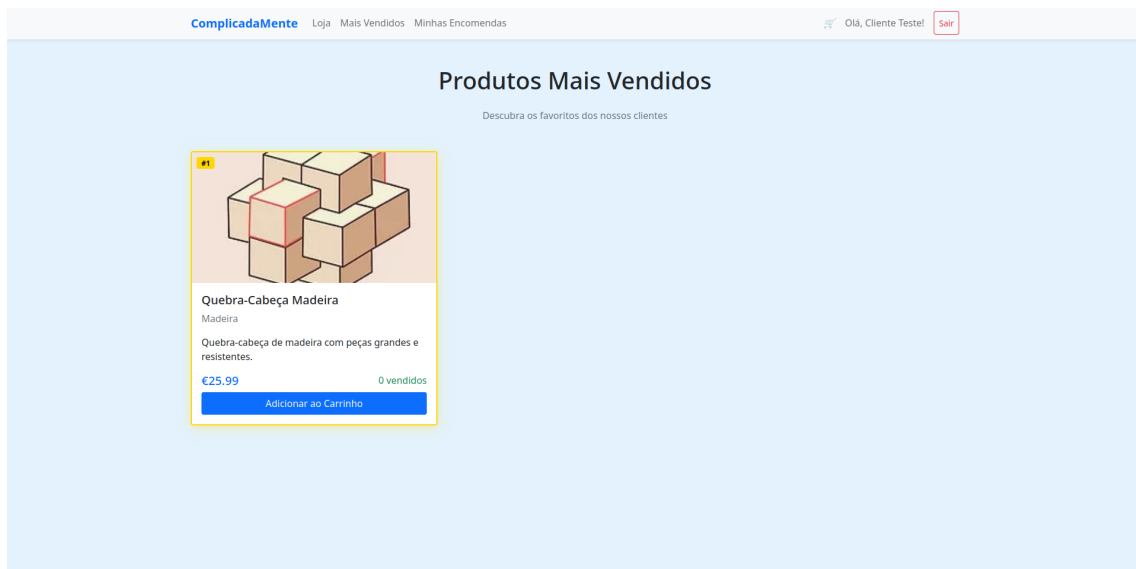 ComplicadaMente Loja Mais Vendidos Minhas Encomendas Olá, Cliente Teste! Sair
Produtos Mais Vendidos
Descubra os favoritos dos nossos clientes
#1
Quebra-Cabeça Madeira
Madeira
Quebra-cabeça de madeira com peças grandes e
resistentes.
€25.99 0 vendidos
Adicionar ao Carrinho